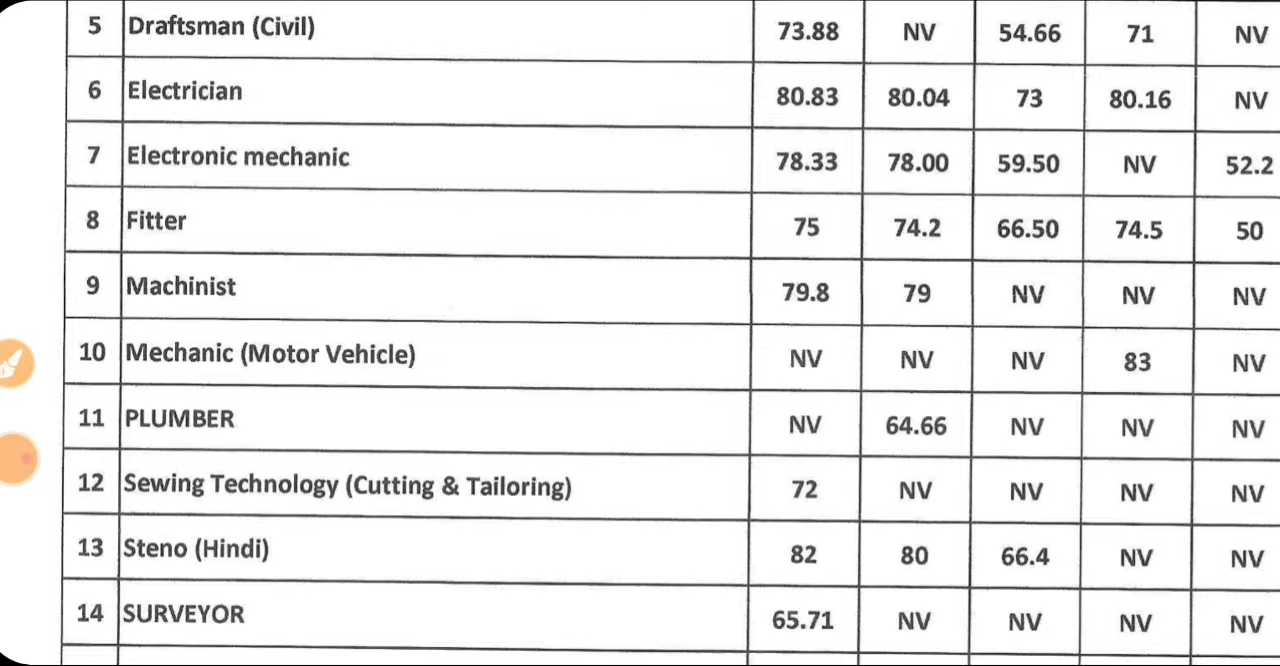 5 Draftsman (Civil) 73.88 NV 54.66 71 NV
6 Electrician 80.83 80.04 73 80.16 NV
7 Electronic mechanic 78.33 78.00 59.50 NV 52.2
8 Fitter 75 74.2 66.50 74.5 50
9 Machinist 79.8 79 NV NV NV
10 Mechanic (Motor Vehicle) NV NV NV 83 NV
11 PLUMBER NV 64.66 NV NV NV
12 Sewing Technology (Cutting & Tailoring) 72 NV NV NV NV
13 Steno (Hindi) 82 80 66.4 NV NV
14 SURVEYOR 65.71 NV NV NV NV